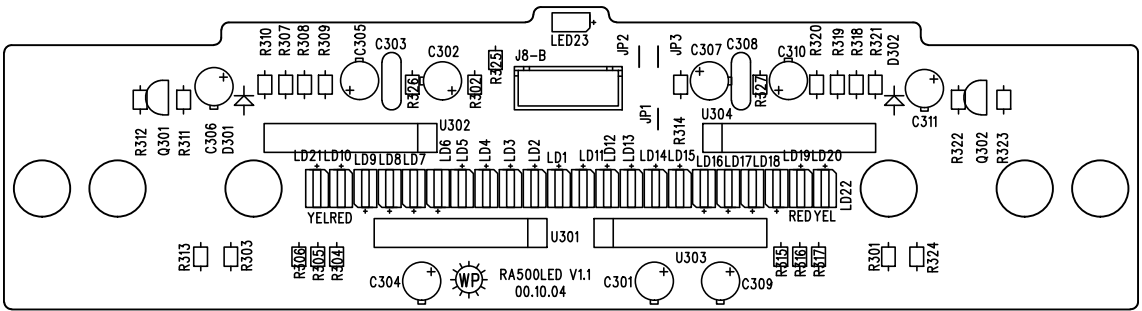 LED23
R310
R307
R308
R309
C305
C303
C302
R325
J8-B
JP2
JP3
C307
C308
C310
R320
R319
R318
R321
D302
R326
R302
R327
R312
Q301
R311
C306
D301
U302
JP1
R314
U304
C311
R322
Q302
R323
LD21
LD10
LD9
LD8
LD7
LD6
LD5
LD4
LD3
LD2
LD1
LD11
LD12
LD13
LD14
LD15
LD16
LD17
LD18
LD19
LD20
LD22
YEL
RED
RED
YEL
U301
U303
R313
R303
R306
R305
R304
R315
R316
R317
R301
R324
C304
WP
RA500LED V1.1
00.10.04
C301
C309